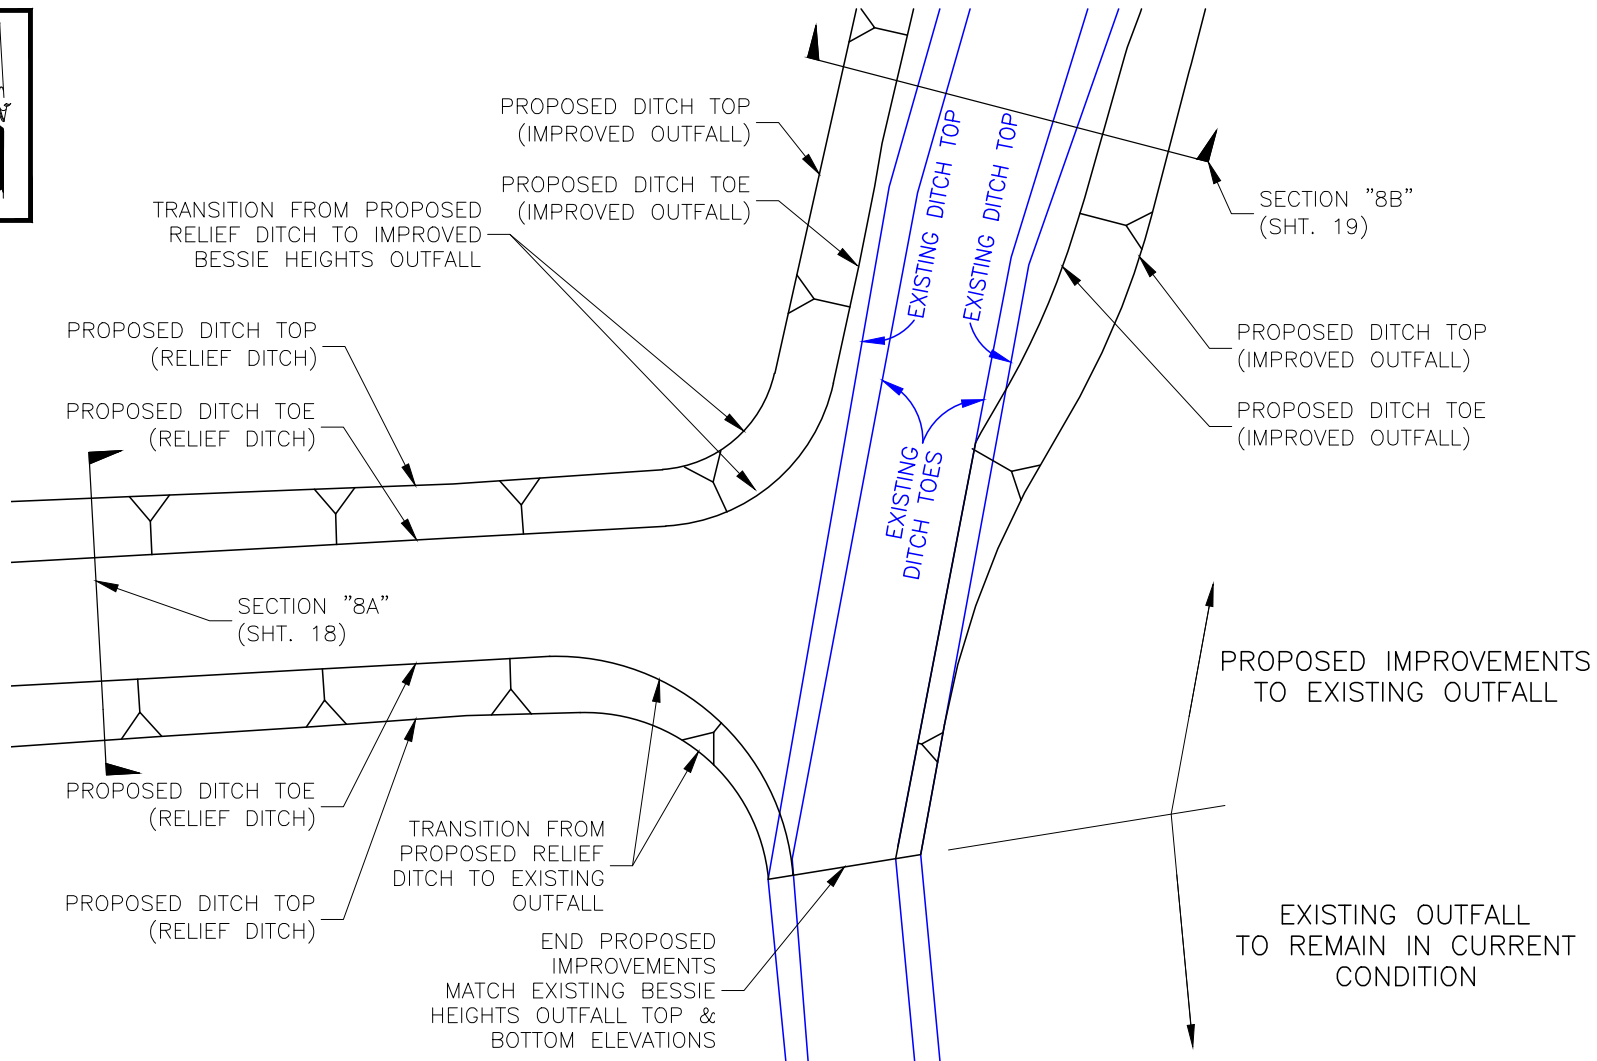 PROPOSED DITCH TOP
(IMPROVED OUTFALL)
PROPOSED DITCH TOE
(IMPROVED OUTFALL)
TRANSITION FROM PROPOSED
RELIEF DITCH TO IMPROVED
BESSIE HEIGHTS OUTFALL
EXISTING DITCH TOP
EXISTING DITCH TOP
SECTION "8B"
(SHT. 19)
PROPOSED DITCH TOP
(RELIEF DITCH)
PROPOSED DITCH TOE
(RELIEF DITCH)
PROPOSED DITCH TOP
(IMPROVED OUTFALL)
PROPOSED DITCH TOE
(IMPROVED OUTFALL)
EXISTING
DITCH TOES
SECTION "8A"
(SHT. 18)
PROPOSED IMPROVEMENTS
TO EXISTING OUTFALL
PROPOSED DITCH TOE
(RELIEF DITCH)
PROPOSED DITCH TOP
(RELIEF DITCH)
TRANSITION FROM
PROPOSED RELIEF
DITCH TO EXISTING
OUTFALL
END PROPOSED
IMPROVEMENTS
MATCH EXISTING BESSIE
HEIGHTS OUTFALL TOP &
BOTTOM ELEVATIONS
EXISTING OUTFALL
TO REMAIN IN CURRENT
CONDITION